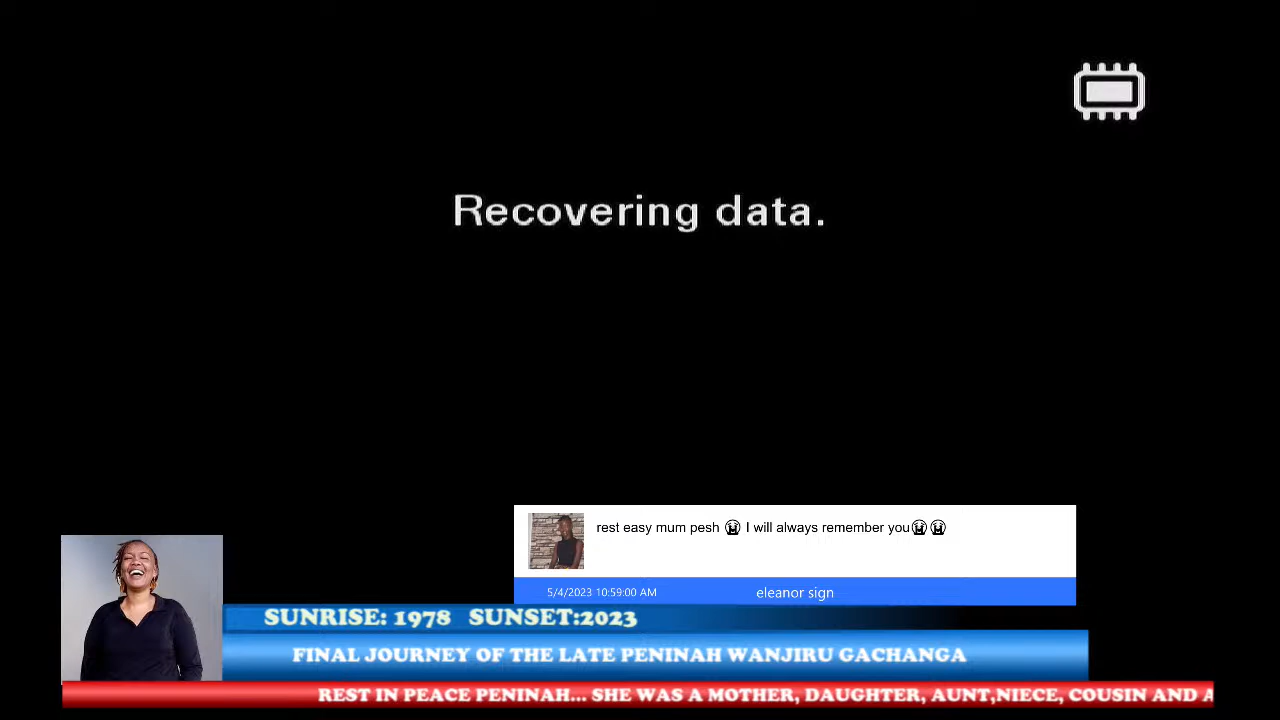 Recovering data.
rest easy mum pesh 😭 I will always remember you😭😭
5/4/2023 10:59:00 AM eleanor sign
SUNRISE: 1978 SUNSET:2023
FINAL JOURNEY OF THE LATE PENINAH WANJIRU GACHANGA
REST IN PEACE PENINAH... SHE WAS A MOTHER, DAUGHTER, AUNT,NIECE, COUSIN AND A